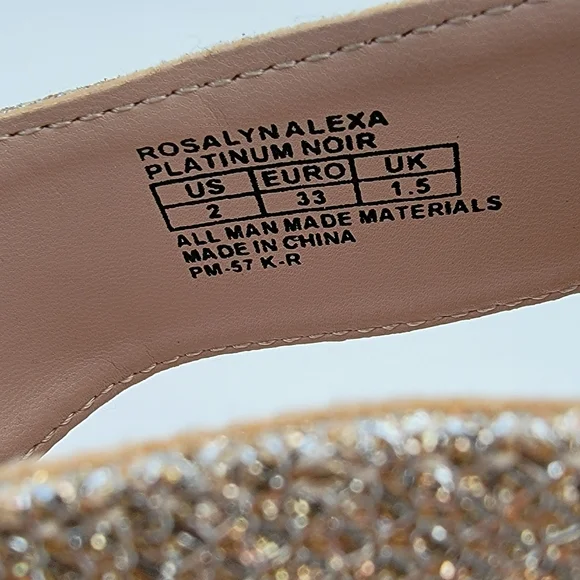 ROSALYNALEXA
PLATINUM NOIR
US EURO UK
2 33 1.5
ALL MAN MADE MATERIALS
MADE IN CHINA
PM-57 K-R